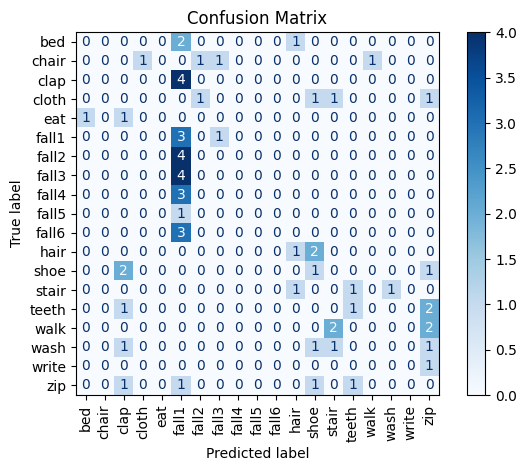 Confusion Matrix
bed 0 0 0 0 0 2 0 0 0 0 0 1 0 0 0 0 0 0 0
chair 0 0 0 1 0 0 1 1 0 0 0 0 0 0 0 1 0 0 0
clap 0 0 0 0 0 4 0 0 0 0 0 0 0 0 0 0 0 0 0
cloth 0 0 0 0 0 0 1 0 0 0 0 0 1 1 0 0 0 0 1
eat 1 0 1 0 0 0 0 0 0 0 0 0 0 0 0 0 0 0 0
fall1 0 0 0 0 0 3 0 1 0 0 0 0 0 0 0 0 0 0 0
fall2 0 0 0 0 0 4 0 0 0 0 0 0 0 0 0 0 0 0 0
fall3 0 0 0 0 0 4 0 0 0 0 0 0 0 0 0 0 0 0 0
fall4 0 0 0 0 0 3 0 0 0 0 0 0 0 0 0 0 0 0 0
fall5 0 0 0 0 0 1 0 0 0 0 0 0 0 0 0 0 0 0 0
fall6 0 0 0 0 0 3 0 0 0 0 0 0 0 0 0 0 0 0 0
hair 0 0 0 0 0 0 0 0 0 0 0 1 2 0 0 0 0 0 0
shoe 0 0 2 0 0 0 0 0 0 0 0 0 1 0 0 0 0 0 1
stair 0 0 0 0 0 0 0 0 0 0 0 1 0 0 1 0 1 0 0
teeth 0 0 1 0 0 0 0 0 0 0 0 0 0 0 1 0 0 0 2
walk 0 0 0 0 0 0 0 0 0 0 0 0 0 2 0 0 0 0 2
wash 0 0 1 0 0 0 0 0 0 0 0 0 1 1 0 0 0 0 1
write 0 0 0 0 0 0 0 0 0 0 0 0 0 0 0 0 0 0 1
zip 0 0 1 0 0 1 0 0 0 0 0 0 1 0 1 0 0 0 0
bed chair clap cloth eat fall1 fall2 fall3 fall4 fall5 fall6 hair shoe stair teeth walk wash write zip
Predicted label
True label
4.0
3.5
3.0
2.5
2.0
1.5
1.0
0.5
0.0